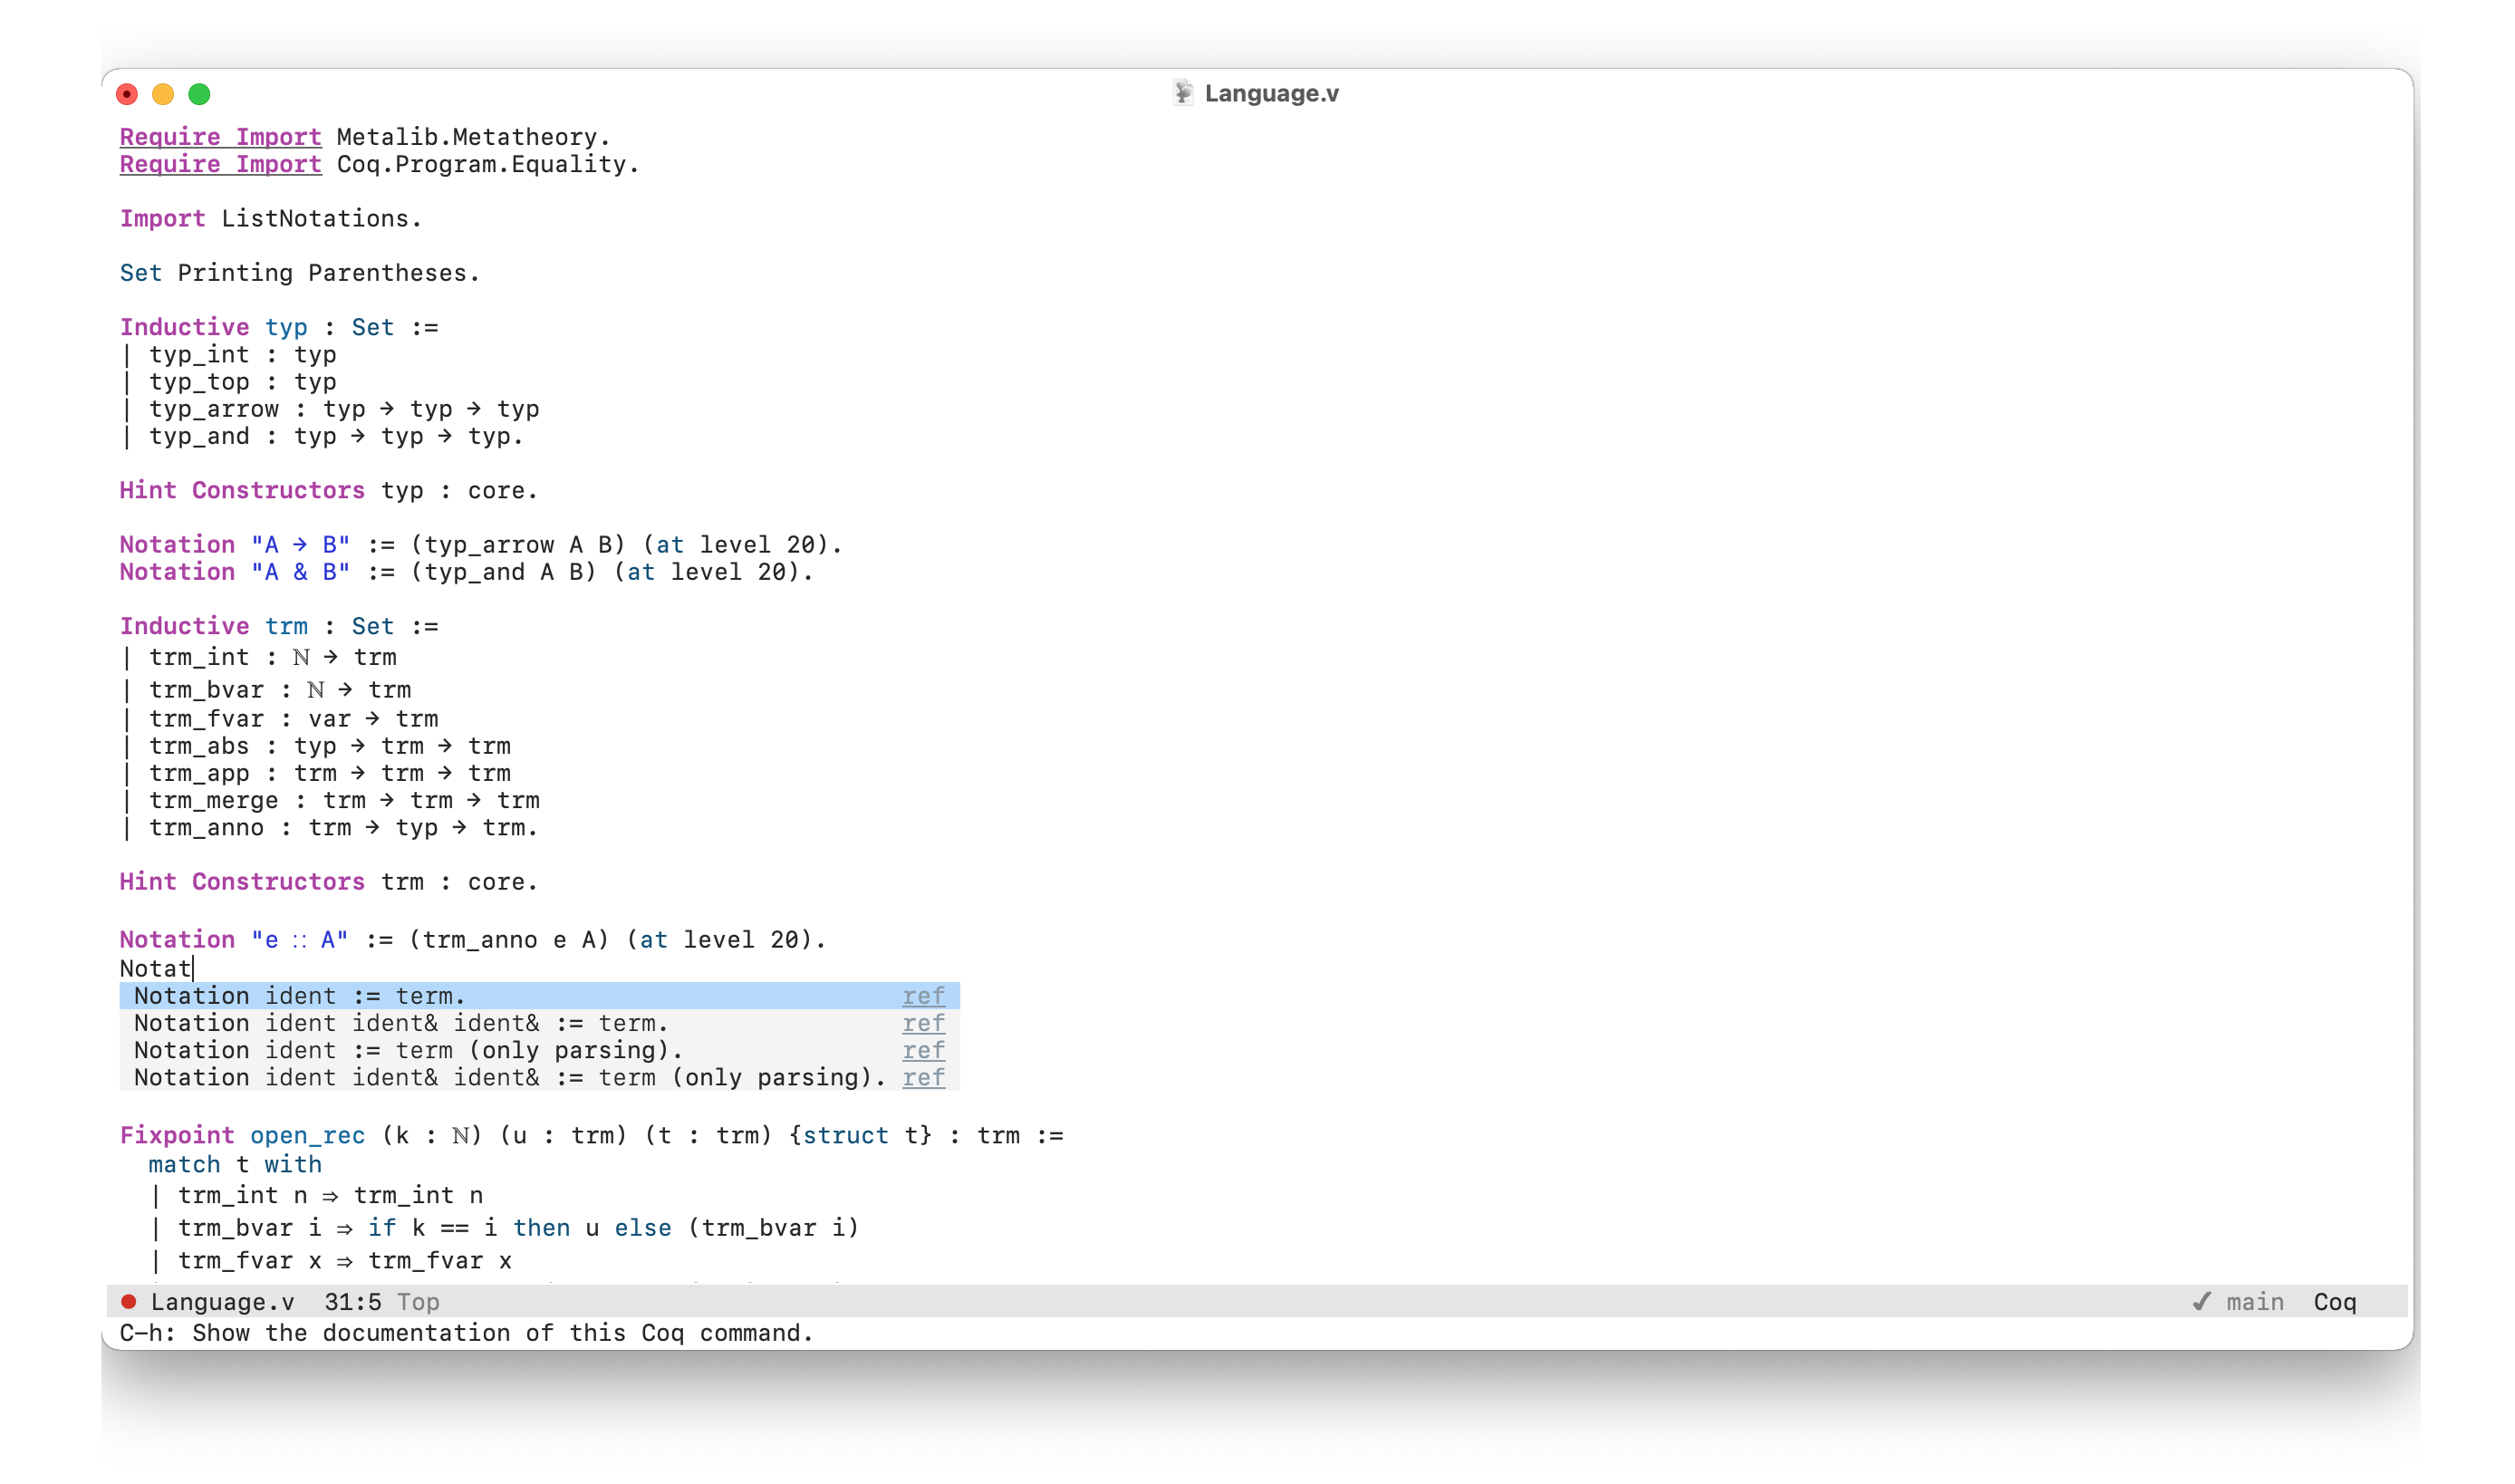 Language.v
Require Import Metalib.Metatheory.
Require Import Coq.Program.Equality.
Import ListNotations.
Set Printing Parentheses.
Inductive typ : Set :=
| typ_int : typ
| typ_top : typ
| typ_arrow : typ → typ → typ
| typ_and : typ → typ → typ.
Hint Constructors typ : core.
Notation "A → B" := (typ_arrow A B) (at level 20).
Notation "A & B" := (typ_and A B) (at level 20).
Inductive trm : Set :=
| trm_int : ℕ → trm
| trm_bvar : ℕ → trm
| trm_fvar : var → trm
| trm_abs : typ → trm → trm
| trm_app : trm → trm → trm
| trm_merge : trm → trm → trm
| trm_anno : trm → typ → trm.
Hint Constructors trm : core.
Notation "e ∷ A" := (trm_anno e A) (at level 20).
Notat
Notation ident := term. ref
Notation ident ident& ident& := term. ref
Notation ident := term (only parsing). ref
Notation ident ident& ident& := term (only parsing). ref
Fixpoint open_rec (k : ℕ) (u : trm) (t : trm) {struct t} : trm :=
match t with
| trm_int n ⇒ trm_int n
| trm_bvar i ⇒ if k == i then u else (trm_bvar i)
| trm_fvar x ⇒ trm_fvar x
Language.v 31:5 Top ✓ main Coq
C-h: Show the documentation of this Coq command.